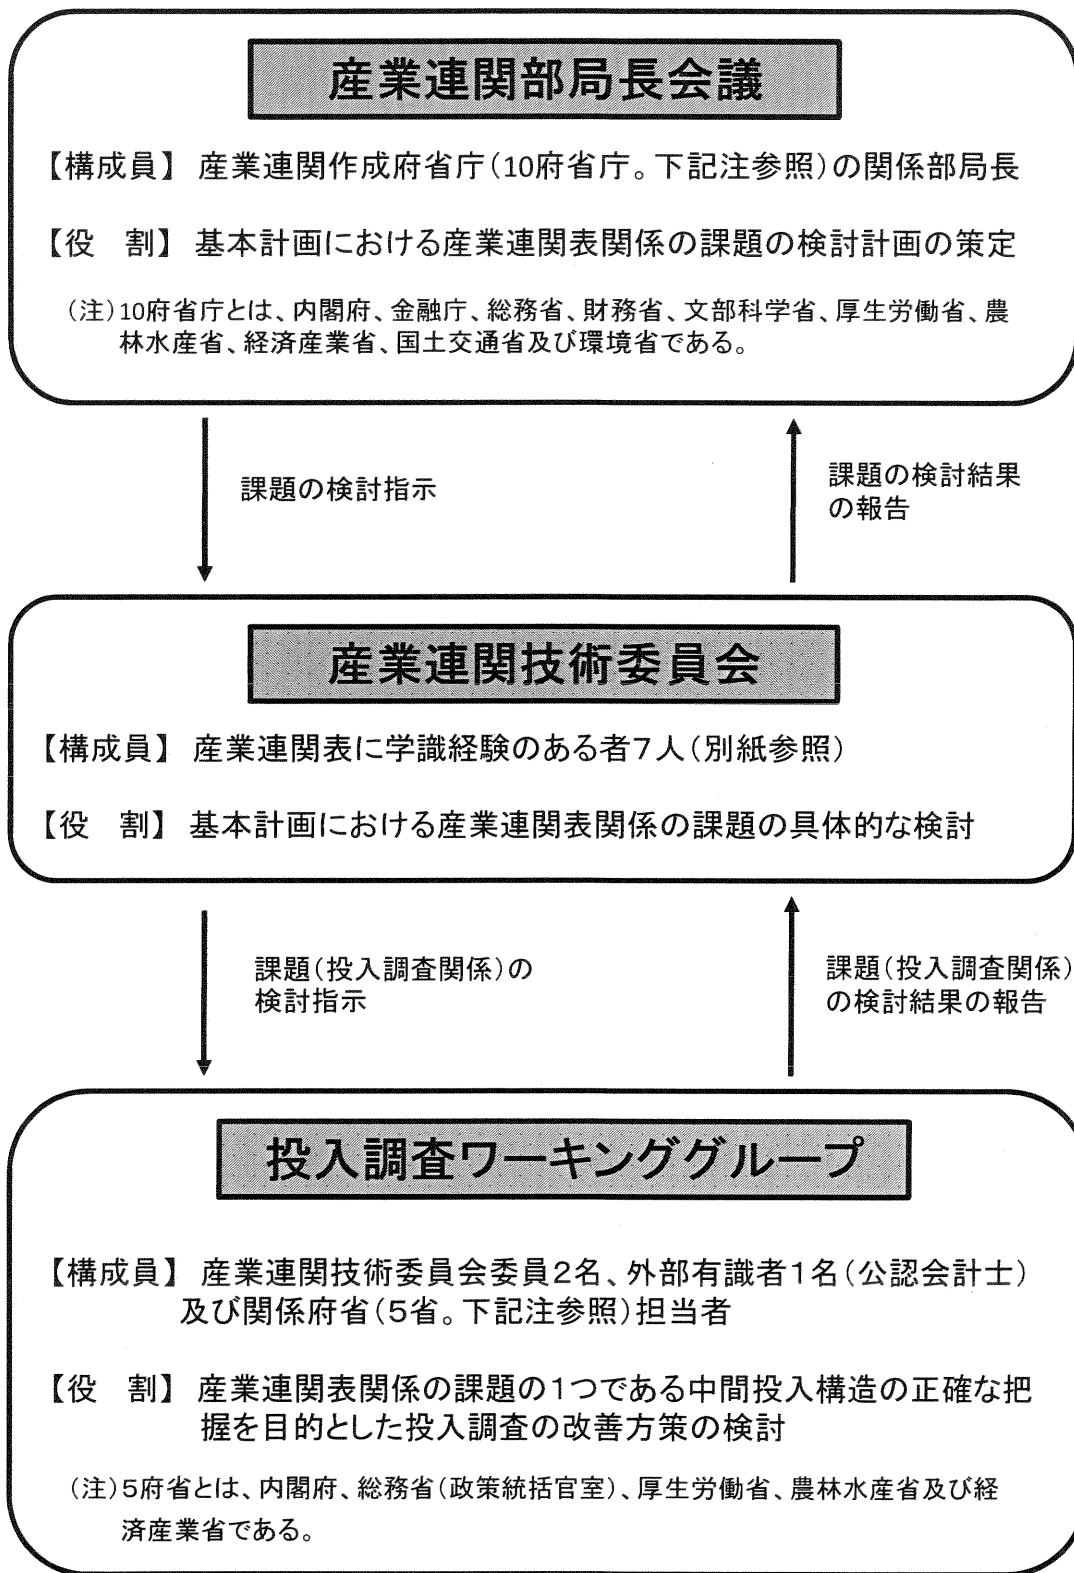 産業連関部局長会議
【構成員】 産業連関作成府省庁(10府省庁。下記注参照)の関係部局長
【役　割】 基本計画における産業連関表関係の課題の検討計画の策定
(注)10府省庁とは、内閣府、金融庁、総務省、財務省、文部科学省、厚生労働省、農
林水産省、経済産業省、国土交通省及び環境省である。
課題の検討指示
課題の検討結果
の報告
産業連関技術委員会
【構成員】 産業連関表に学識経験のある者7人(別紙参照)
【役　割】 基本計画における産業連関表関係の課題の具体的な検討
課題(投入調査関係)の
検討指示
課題(投入調査関係)
の検討結果の報告
投入調査ワーキンググループ
【構成員】 産業連関技術委員会委員2名、外部有識者1名(公認会計士)
及び関係府省(5省。下記注参照)担当者
【役　割】 産業連関表関係の課題の1つである中間投入構造の正確な把
握を目的とした投入調査の改善方策の検討
(注)5府省とは、内閣府、総務省(政策統括官室)、厚生労働省、農林水産省及び経
済産業省である。